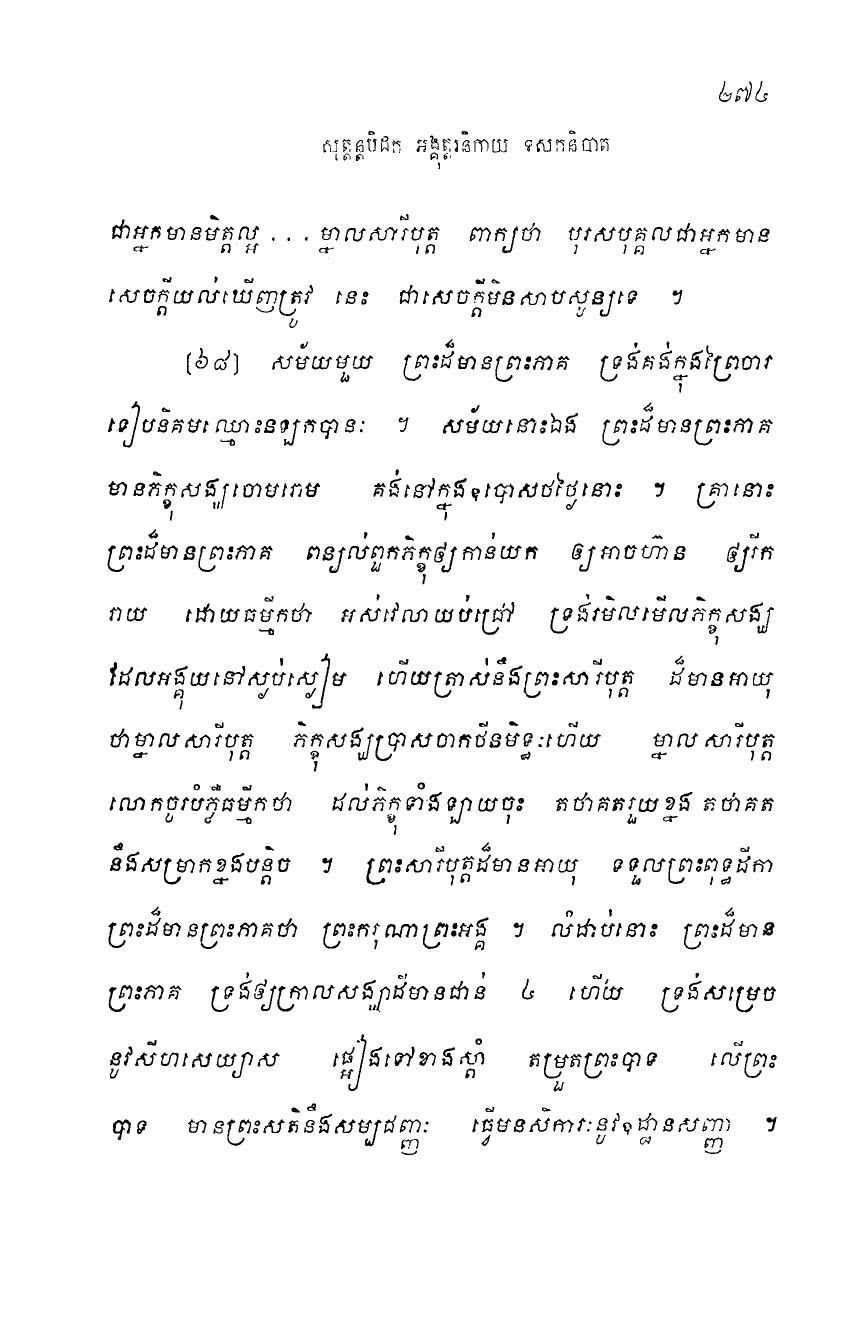 ២៧៤
សុត្តន្តបិដក អង្គុត្តរនិកាយ ទសកនិបាត
ជាអ្នកមានមិត្តល្អ ... ម្នាលសារីបុត្ត ពាក្យថា បុរសបុគ្គលជាអ្នកមាន
សេចក្តីយល់ឃើញត្រូវ នេះ ជាសេចក្តីមិនសាបសូន្យទេ ។
[៦៨] សម័យមួយ ព្រះដ៏មានព្រះភាគ ទ្រង់គង់ក្នុងព្រៃចារ
ទៀបនិគមឈ្មោះនឡកបានៈ ។ សម័យនោះឯង ព្រះដ៏មានព្រះភាគ
មានភិក្ខុសង្ឃចោមរោម គង់នៅក្នុងឧបោសថថ្ងៃនោះ ។ គ្រានោះ
ព្រះដ៏មានព្រះភាគ ពន្យល់ពួកភិក្ខុឲ្យកាន់យក ឲ្យអាចហ៊ាន ឲ្យរីក
រាយ ដោយធម្មីកថា អស់វេលាយប់ជ្រៅ ទ្រង់រមិលមើលភិក្ខុសង្ឃ
ដែលអង្គុយនៅស្ងប់ស្ងៀម ហើយត្រាស់នឹងព្រះសារីបុត្ត ដ៏មានអាយុ
ថាម្នាលសារីបុត្ត ភិក្ខុសង្ឃប្រាសចាកថីនមិទ្ធៈហើយ ម្នាលសារីបុត្ត
លោកចូរបំភ្លឺធម្មីកថា ដល់ភិក្ខុទាំងឡាយចុះ តថាគតរួយខ្នង តថាគត
នឹងសម្រាកខ្នងបន្តិច ។ ព្រះសារីបុត្តដ៏មានអាយុ ទទួលព្រះពុទ្ធដីកា
ព្រះដ៏មានព្រះភាគថា ព្រះករុណាព្រះអង្គ ។ លំដាប់នោះ ព្រះដ៏មាន
ព្រះភាគ ទ្រង់ឲ្យក្រាលសង្ឃាដីមានជាន់ ៤ ហើយ ទ្រង់សម្រេច
នូវសីហសេយ្យាស ផ្អៀងទៅខាងស្តាំ តម្រួតព្រះបាទ លើព្រះ
បាទ មានព្រះសតិនឹងសម្បជញ្ញៈ ធ្វើមនសិការៈនូវឧដ្ឋានសញ្ញា ។